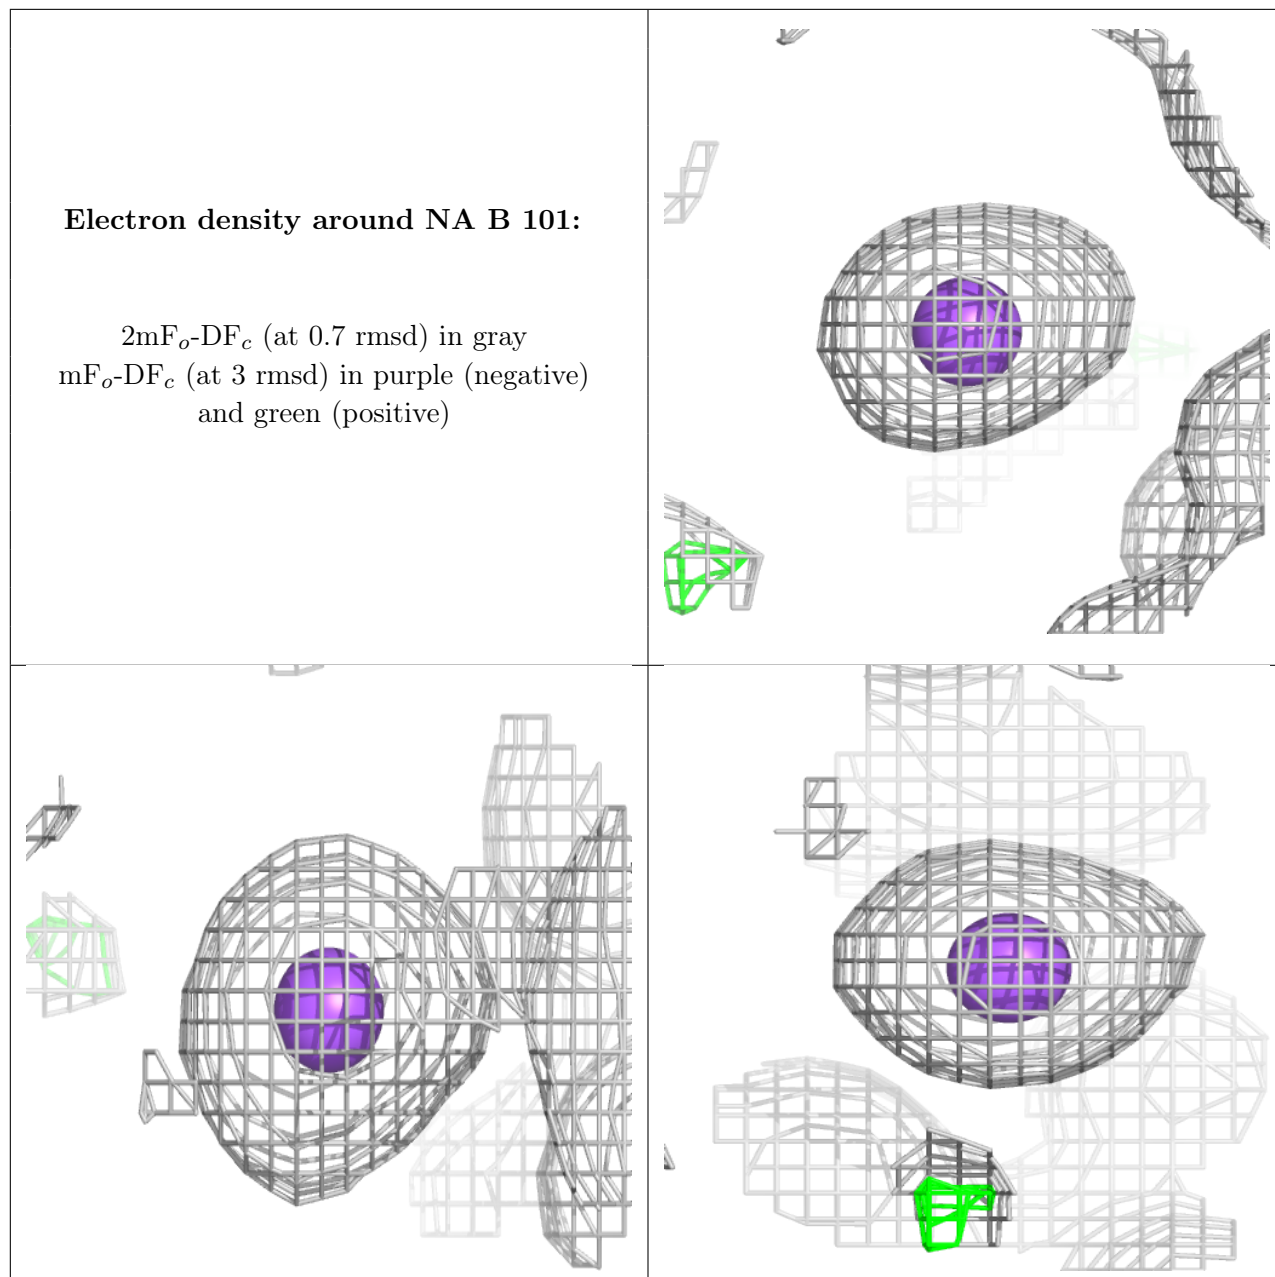 Electron density around NA B 101:
2mFo-DFc (at 0.7 rmsd) in gray
mFo-DFc (at 3 rmsd) in purple (negative)
and green (positive)